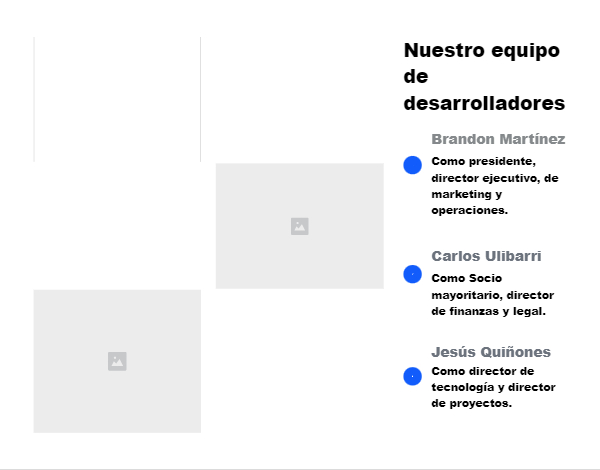 Nuestro equipo
de
desarrolladores
Brandon Martínez
Como presidente,
director ejecutivo, de
marketing y
operaciones.
Carlos Ulibarri
Como Socio
mayoritario, director
de finanzas y legal.
Jesús Quiñones
Como director de
tecnología y director
de proyectos.